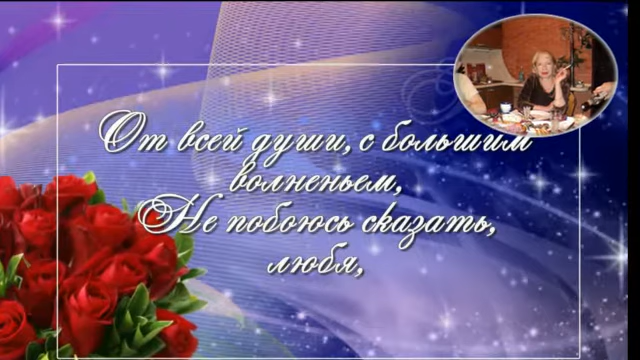 От всей души, с большим
волненьем,
Не побоюсь сказать,
любя,